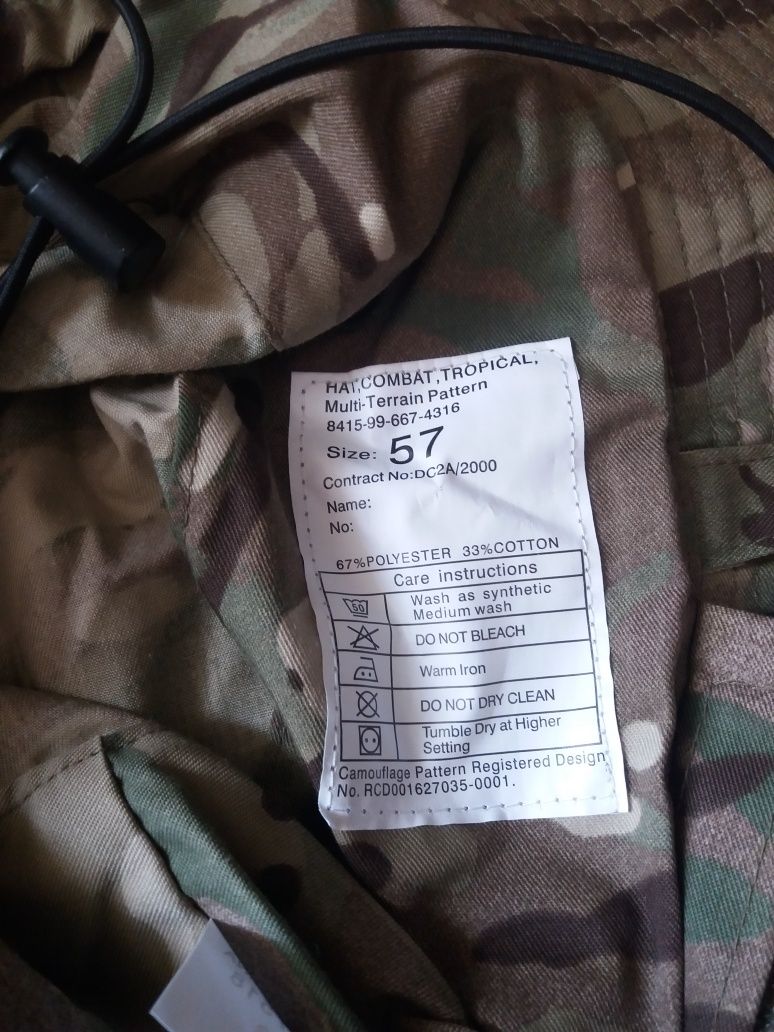 HAT,COMBAT,TROPICAL,
Multi-Terrain Pattern
8415-99-667-4316
Size: 57
Contract No:DC2A/2000
Name:
No:
67%POLYESTER 33%COTTON
Care instructions
50 Wash as synthetic
Medium wash
DO NOT BLEACH
Warm Iron
DO NOT DRY CLEAN
Tumble Dry at Higher
Setting
Camouflage Pattern Registered Design
No. RCD001627035-0001.